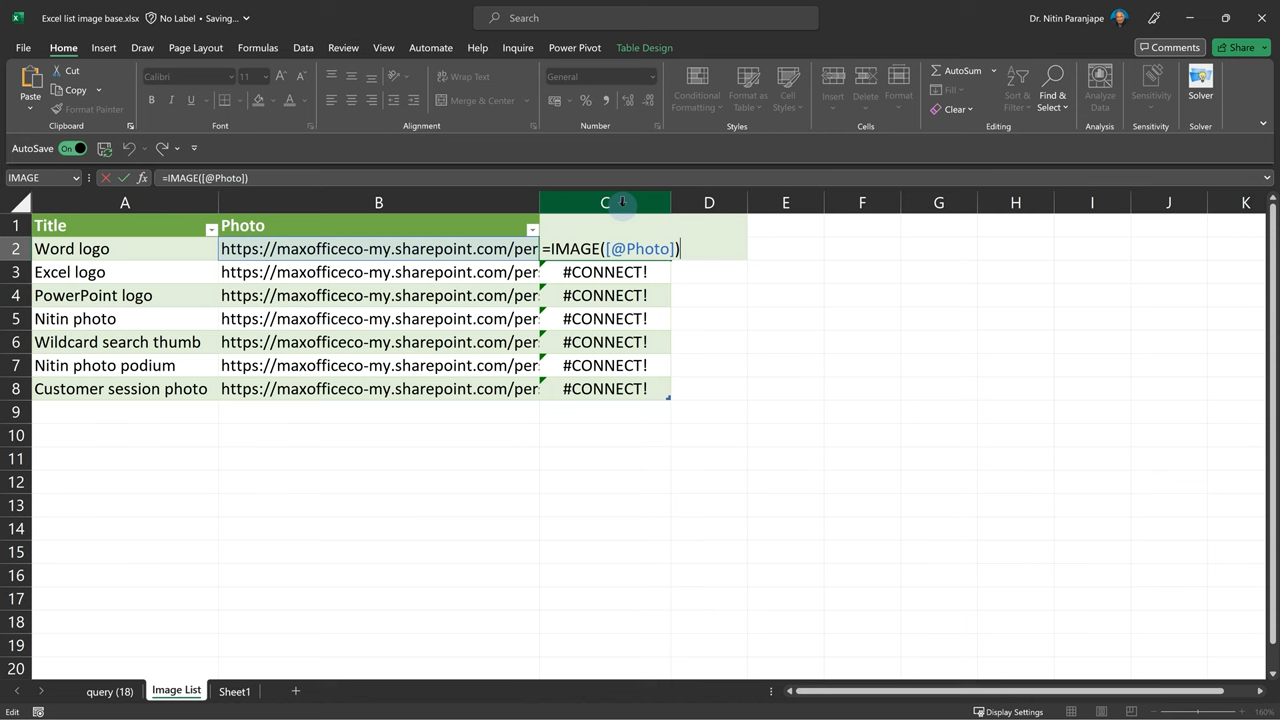 Excel list image base.xlsx No Label • Saving...
Search
Dr. Nitin Paranjape
File Home Insert Draw Page Layout Formulas Data Review View Automate Help Inquire Power Pivot Table Design
Comments Share
Paste Cut Copy Format Painter
Calibri 11
Wrap Text
Merge & Center
General
Conditional Formatting
Format as Table
Cell Styles
Insert Delete Format
AutoSum
Fill
Clear
Sort & Filter
Find & Select
Analyze Data
Sensitivity
Solver
Clipboard Font Alignment Number Styles Cells Editing Analysis Sensitivity Solver
AutoSave On
IMAGE =IMAGE([@Photo])
A B C D E F G H I J K
1 Title Photo
2 Word logo https://maxofficeco-my.sharepoint.com/per =IMAGE([@Photo])
3 Excel logo https://maxofficeco-my.sharepoint.com/per #CONNECT!
4 PowerPoint logo https://maxofficeco-my.sharepoint.com/per #CONNECT!
5 Nitin photo https://maxofficeco-my.sharepoint.com/per #CONNECT!
6 Wildcard search thumb https://maxofficeco-my.sharepoint.com/per #CONNECT!
7 Nitin photo podium https://maxofficeco-my.sharepoint.com/per #CONNECT!
8 Customer session photo https://maxofficeco-my.sharepoint.com/per #CONNECT!
9
10
11
12
13
14
15
16
17
18
19
20
query (18) Image List Sheet1
Edit Display Settings 160%